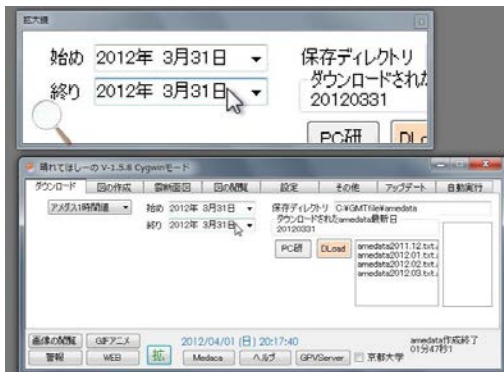 拡大鏡
始め 2012年 3月31日
終り 2012年 3月31日
保存ディレクトリ
ダウンロードされた
20120331
PC研 DLo
晴れてほしーの V-1.5.8 Cygwinモード
ダウンロード 図の作成 雲断面図 図の閲覧 設定 その他 アップデート 自動実行
アメダス1時間値
始め 2012年 3月31日
終り 2012年 3月31日
保存ディレクトリ C:¥GMTfile¥amedata
ダウンロードされたamedata最新日
20120331
PC研 DLoad
amedata2011.12.txt.
amedata2012.01.txt.
amedata2012.02.txt.
amedata2012.03.txt.
画像の閲覧 GIFアニメ
2012/04/01 (日) 20:17:40
amedata作成終了
01分47秒1
警報 WEB 拡 Medaca ヘルプ GPVServer 京都大学